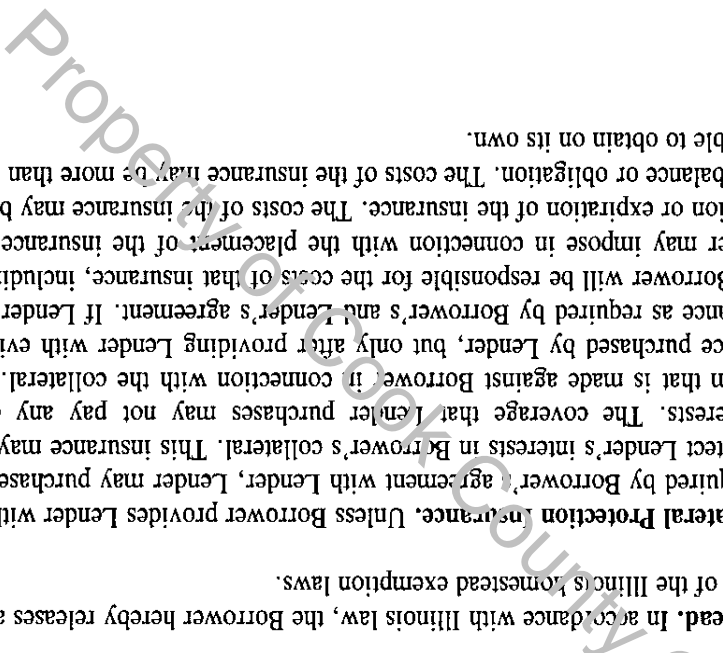 ead. In accordance with Illinois law, the Borrower hereby releases a
of the Illinois homestead exemption laws.
ateral Protection Insurance. Unless Borrower provides Lender wit
quired by Borrower's agreement with Lender, Lender may purchase
tect Lender's interests in Borrower's collateral. This insurance may
erests. The coverage that Lender purchases may not pay any
n that is made against Borrower in connection with the collateral.
ce purchased by Lender, but only after providing Lender with evi
ance as required by Borrower's and Lender's agreement. If Lender
Borrower will be responsible for the costs of that insurance, includi
er may impose in connection with the placement of the insurance
ion or expiration of the insurance. The costs of the insurance may b
balance or obligation. The costs of the insurance may be more than
ble to obtain on its own.
Property of Cook County